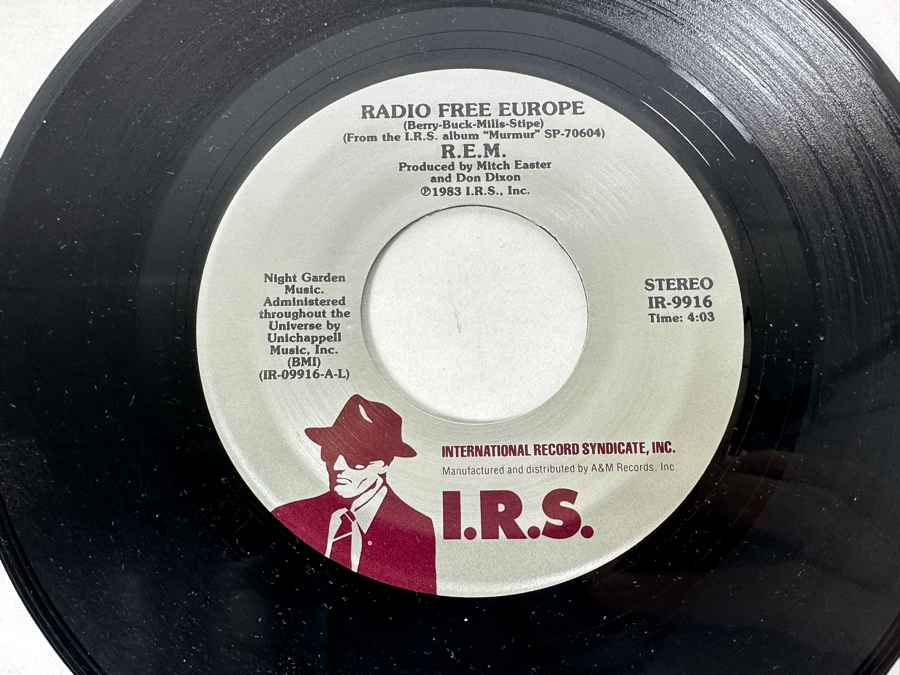 RADIO FREE EUROPE
(Berry-Buck-Mills-Stipe)
(From the I.R.S. album "Murmur" SP-70604)
R.E.M.
Produced by Mitch Easter
and Don Dixon
℗1983 I.R.S., Inc.
Night Garden
Music.
Administered
throughout the
Universe by
Unichappell
Music, Inc.
(BMI)
(IR-09916-A-L)
STEREO
IR-9916
Time: 4:03
INTERNATIONAL RECORD SYNDICATE, INC.
Manufactured and distributed by A&M Records, Inc
I.R.S.